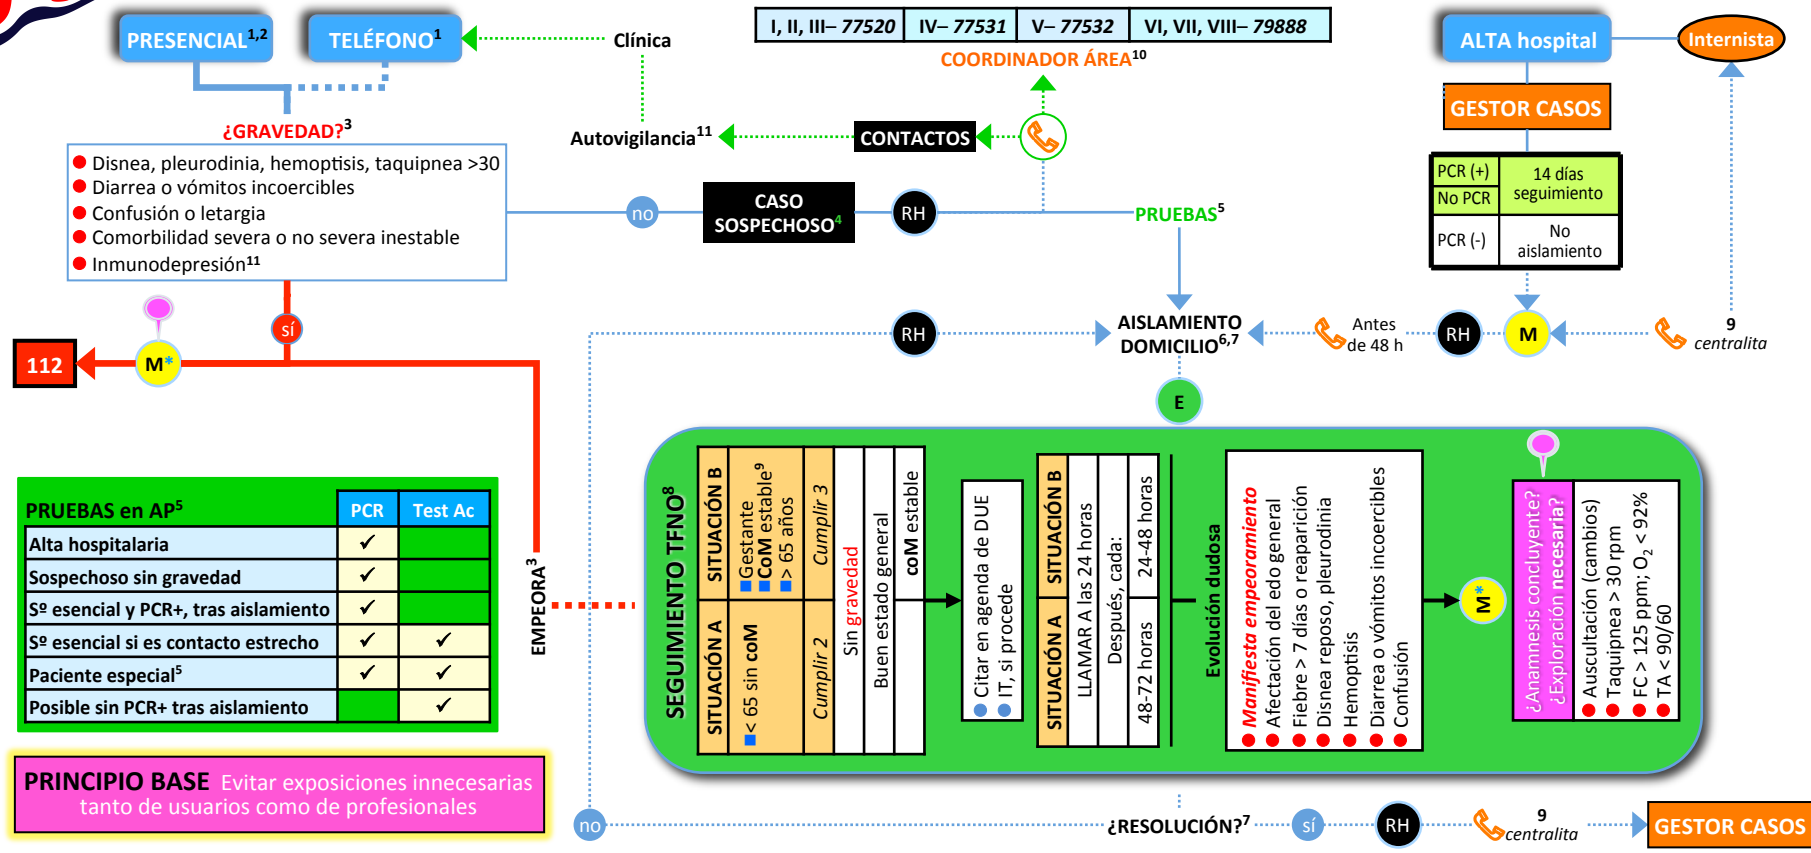 PRESENCIAL1,2
TELÉFONO1
Clínica
I, II, III– 77520 IV– 77531 V– 77532 VI, VII, VIII– 79888
COORDINADOR ÁREA10
ALTA hospital
Internista
GESTOR CASOS
¿GRAVEDAD?3
Disnea, pleurodinia, hemoptisis, taquipnea >30
Diarrea o vómitos incoercibles
Confusión o letargia
Comorbilidad severa o no severa inestable
Inmunodepresión11
Autovigilancia11
CONTACTOS
no
CASO
SOSPECHOSO4
RH
PRUEBAS5
PCR (+)
No PCR
14 días
seguimiento
PCR (-)
No
aislamiento
sí
112
M*
RH
AISLAMIENTO
DOMICILIO6,7
Antes
de 48 h
RH
M
9
centralita
E
PRUEBAS en AP5 PCR Test Ac
Alta hospitalaria ✓
Sospechoso sin gravedad ✓
Sº esencial y PCR+, tras aislamiento ✓
Sº esencial si es contacto estrecho ✓ ✓
Paciente especial5 ✓ ✓
Posible sin PCR+ tras aislamiento ✓
EMPEORA3
SEGUIMIENTO TFNO8
SITUACIÓN A SITUACIÓN B
< 65 sin coM
Gestante
CoM estable9
> 65 años
Cumplir 2 Cumplir 3
Sin gravedad
Buen estado general
coM estable
Citar en agenda de DUE
IT, si procede
SITUACIÓN A SITUACIÓN B
LLAMAR A las 24 horas
Después, cada:
48-72 horas 24-48 horas
Evolución dudosa
Manifiesta empeoramiento
Afectación del edo general
Fiebre > 7 días o reaparición
Disnea reposo, pleurodinia
Hemoptisis
Diarrea o vómitos incoercibles
Confusión
M*
¿Anamnesis concluyente?
¿Exploración necesaria?
Auscultación (cambios)
Taquipnea > 30 rpm
FC > 125 ppm; O2 < 92%
TA < 90/60
PRINCIPIO BASE Evitar exposiciones innecesarias
tanto de usuarios como de profesionales
no
¿RESOLUCIÓN?7
sí
RH
9
centralita
GESTOR CASOS